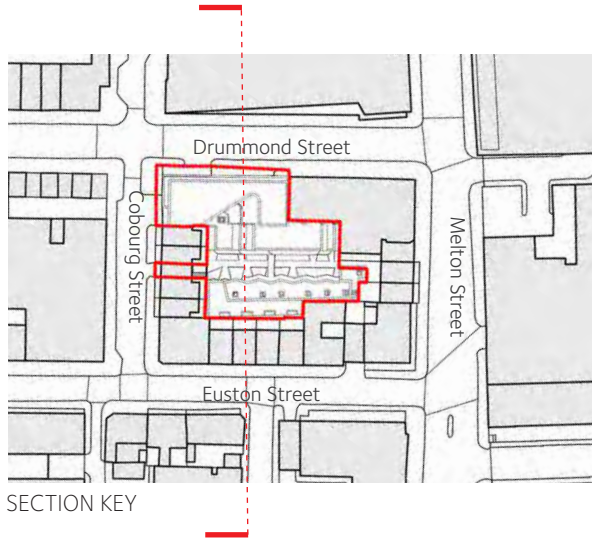 Drummond Street
Cobourg Street
Melton Street
Euston Street
SECTION KEY